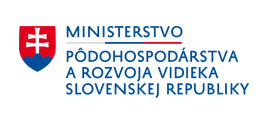 MINISTERSTVO
PÔDOHOSPODÁRSTVA
A ROZVOJA VIDIEKA
SLOVENSKEJ REPUBLIKY